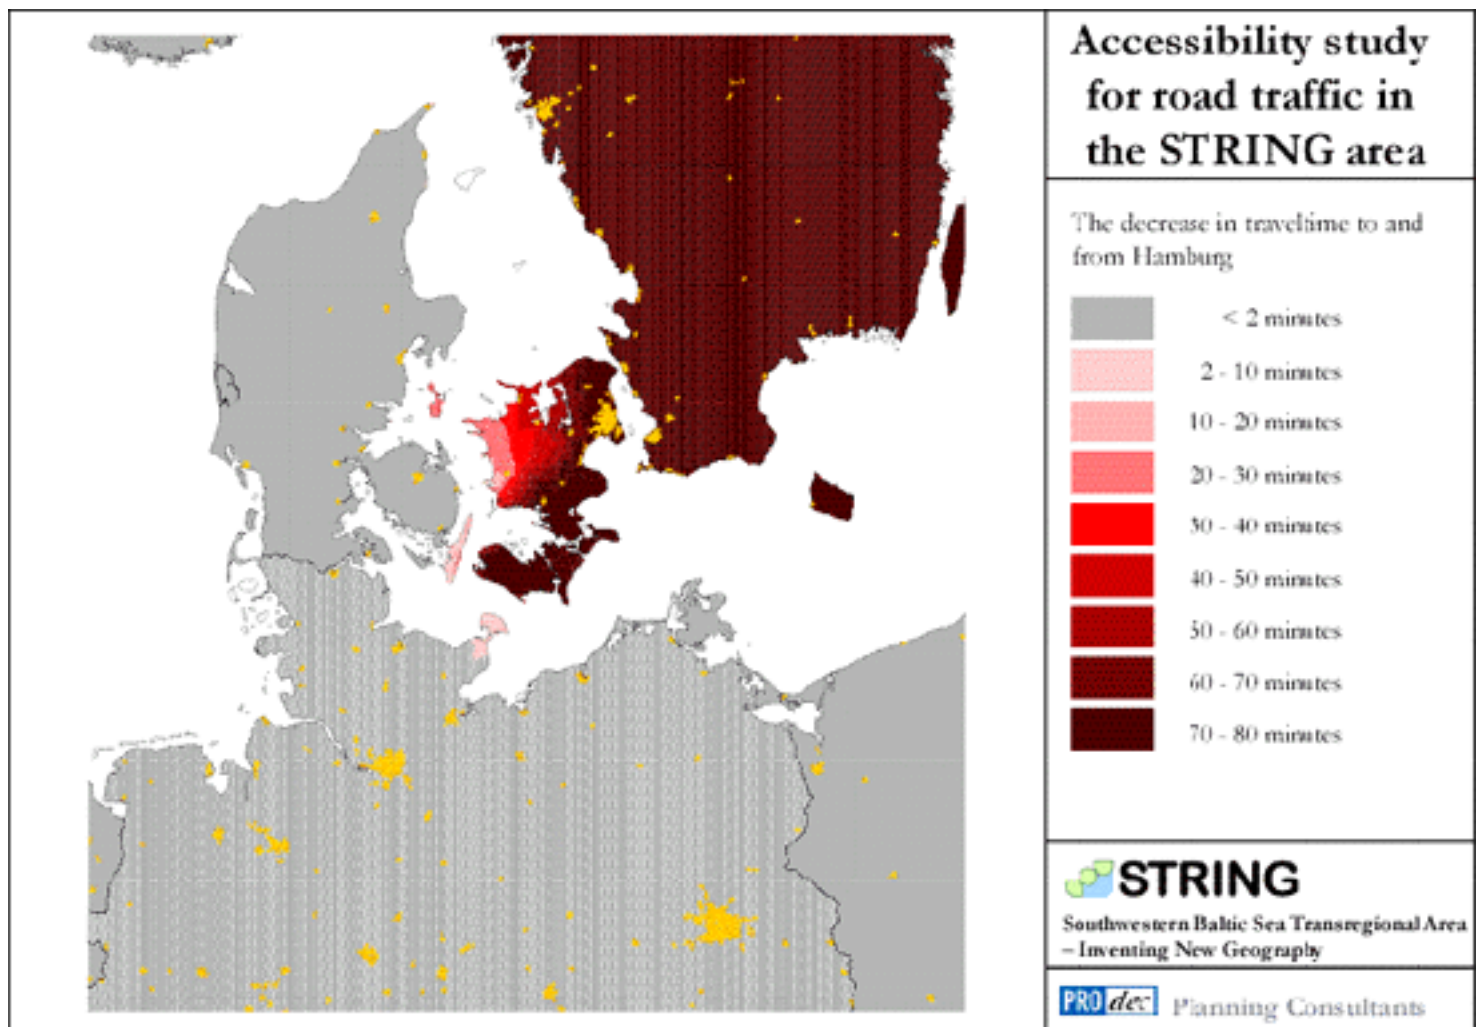 Accessibility study
for road traffic in
the STRING area
The decrease in traveltime to and
from Hamburg
< 2 minutes
2 - 10 minutes
10 - 20 minutes
20 - 30 minutes
30 - 40 minutes
40 - 50 minutes
50 - 60 minutes
60 - 70 minutes
70 - 80 minutes
STRING
Southwestern Baltic Sea Transregional Area
– Inventing New Geography
PRO dec Planning Consultants